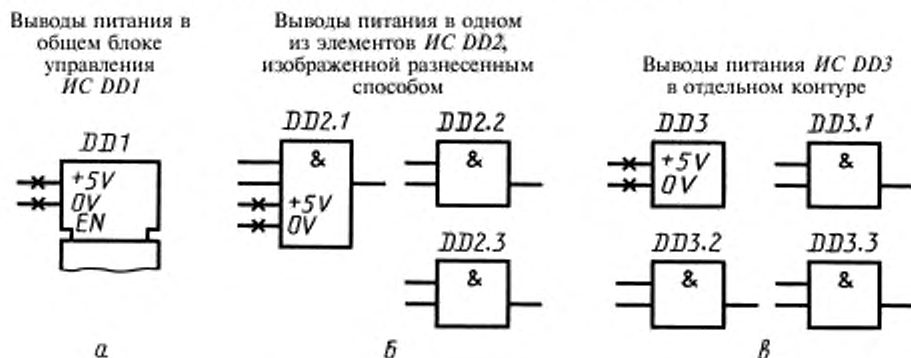 Выводы питания в
общем блоке
управления
ИС DD1
DD1
+5V
0V
EN
а
Выводы питания в одном
из элементов ИС DD2,
изображенной разнесенным
способом
DD2.1
&
+5V
0V
DD2.2
&
DD2.3
&
б
Выводы питания ИС DD3
в отдельном контуре
DD3
+5V
0V
DD3.1
&
DD3.2
&
DD3.3
&
в